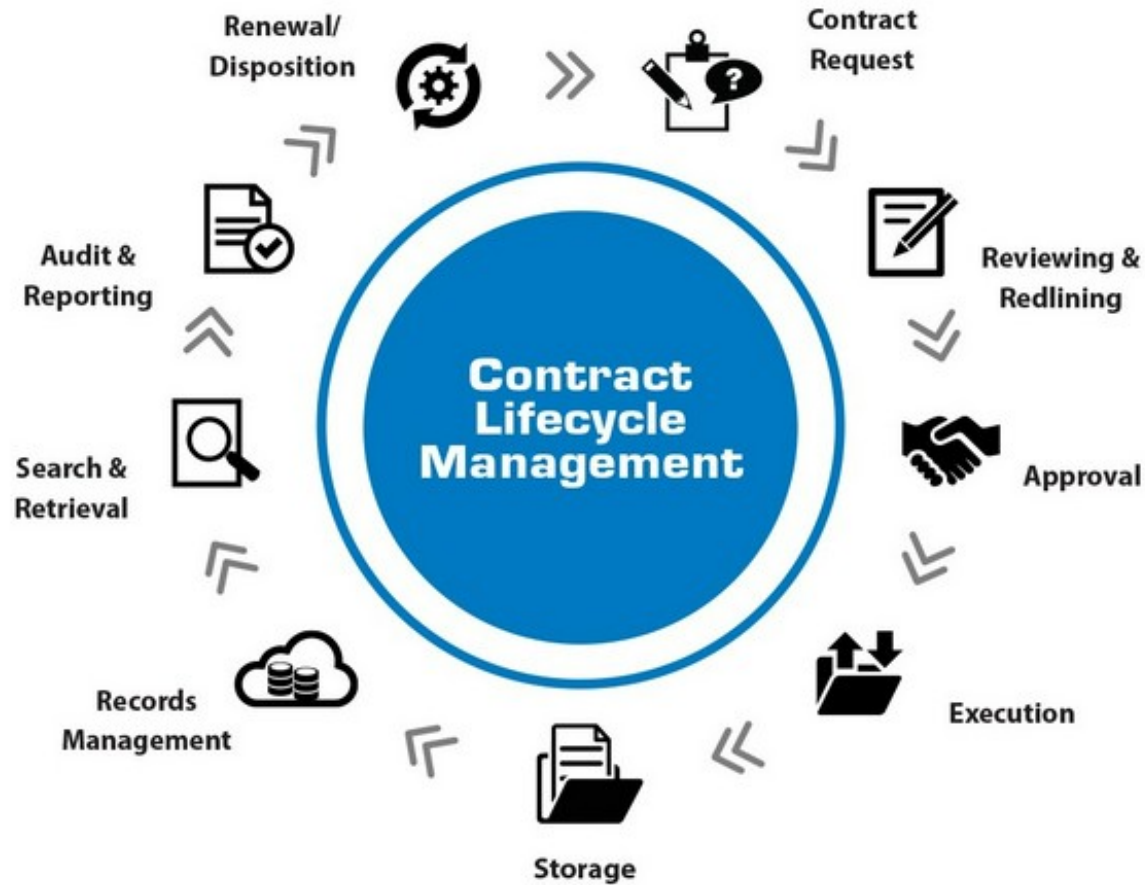 Renewal/
Disposition
Contract
Request
Audit &
Reporting
Reviewing &
Redlining
Contract
Lifecycle
Management
Search &
Retrieval
Approval
Records
Management
Execution
Storage
?